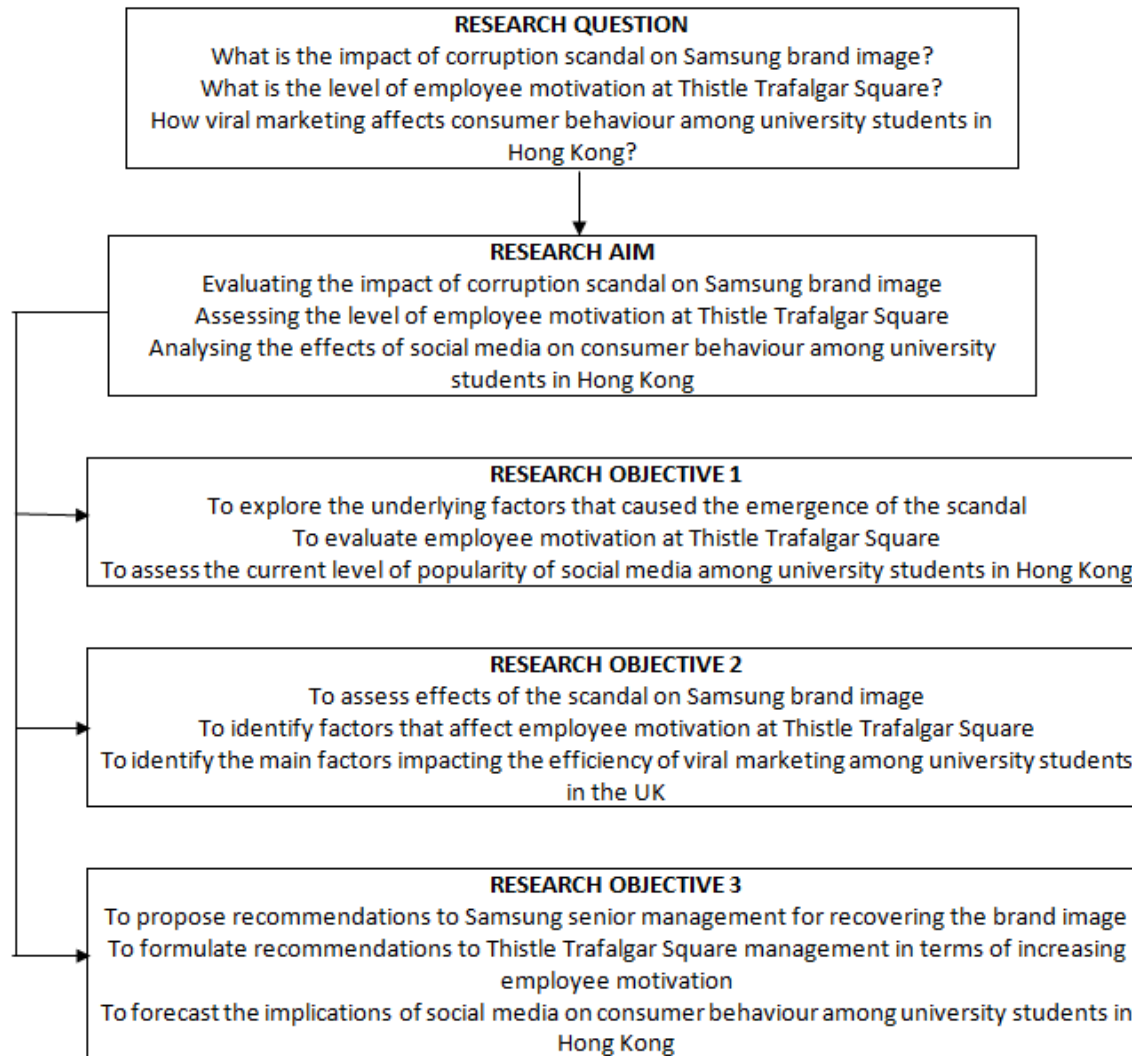 RESEARCH QUESTION
What is the impact of corruption scandal on Samsung brand image?
What is the level of employee motivation at Thistle Trafalgar Square?
How viral marketing affects consumer behaviour among university students in
Hong Kong?
RESEARCH AIM
Evaluating the impact of corruption scandal on Samsung brand image
Assessing the level of employee motivation at Thistle Trafalgar Square
Analysing the effects of social media on consumer behaviour among university
students in Hong Kong
RESEARCH OBJECTIVE 1
To explore the underlying factors that caused the emergence of the scandal
To evaluate employee motivation at Thistle Trafalgar Square
To assess the current level of popularity of social media among university students in Hong Kong
RESEARCH OBJECTIVE 2
To assess effects of the scandal on Samsung brand image
To identify factors that affect employee motivation at Thistle Trafalgar Square
To identify the main factors impacting the efficiency of viral marketing among university students
in the UK
RESEARCH OBJECTIVE 3
To propose recommendations to Samsung senior management for recovering the brand image
To formulate recommendations to Thistle Trafalgar Square management in terms of increasing
employee motivation
To forecast the implications of social media on consumer behaviour among university students in
Hong Kong